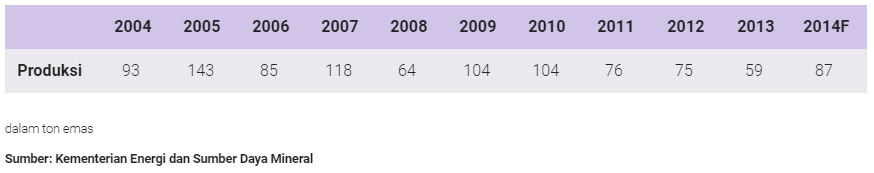 2004 2005 2006 2007 2008 2009 2010 2011 2012 2013 2014F
Produksi 93 143 85 118 64 104 104 76 75 59 87
dalam ton emas
Sumber: Kementerian Energi dan Sumber Daya Mineral